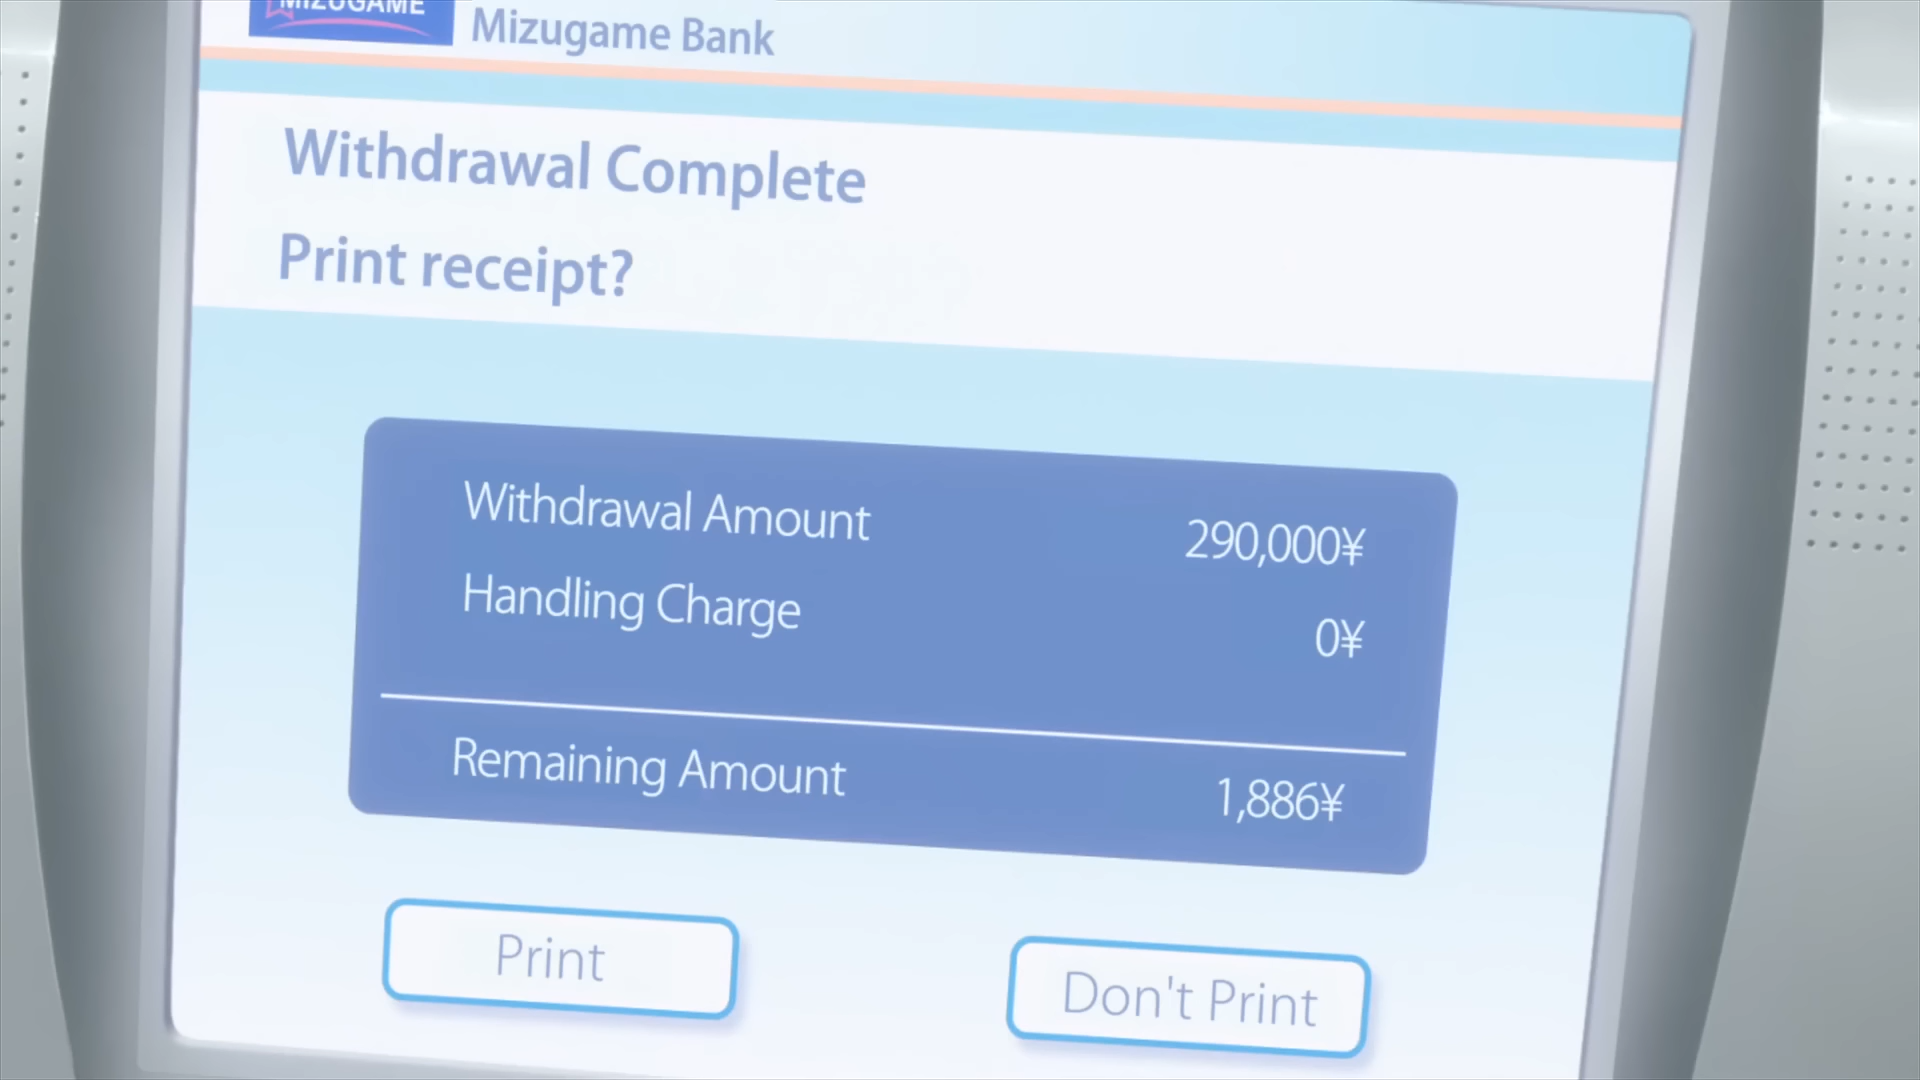 MIZUGAME
Mizugame Bank
Withdrawal Complete
Print receipt?
Withdrawal Amount 290,000¥
Handling Charge 0¥
Remaining Amount 1,886¥
Print
Don't Print